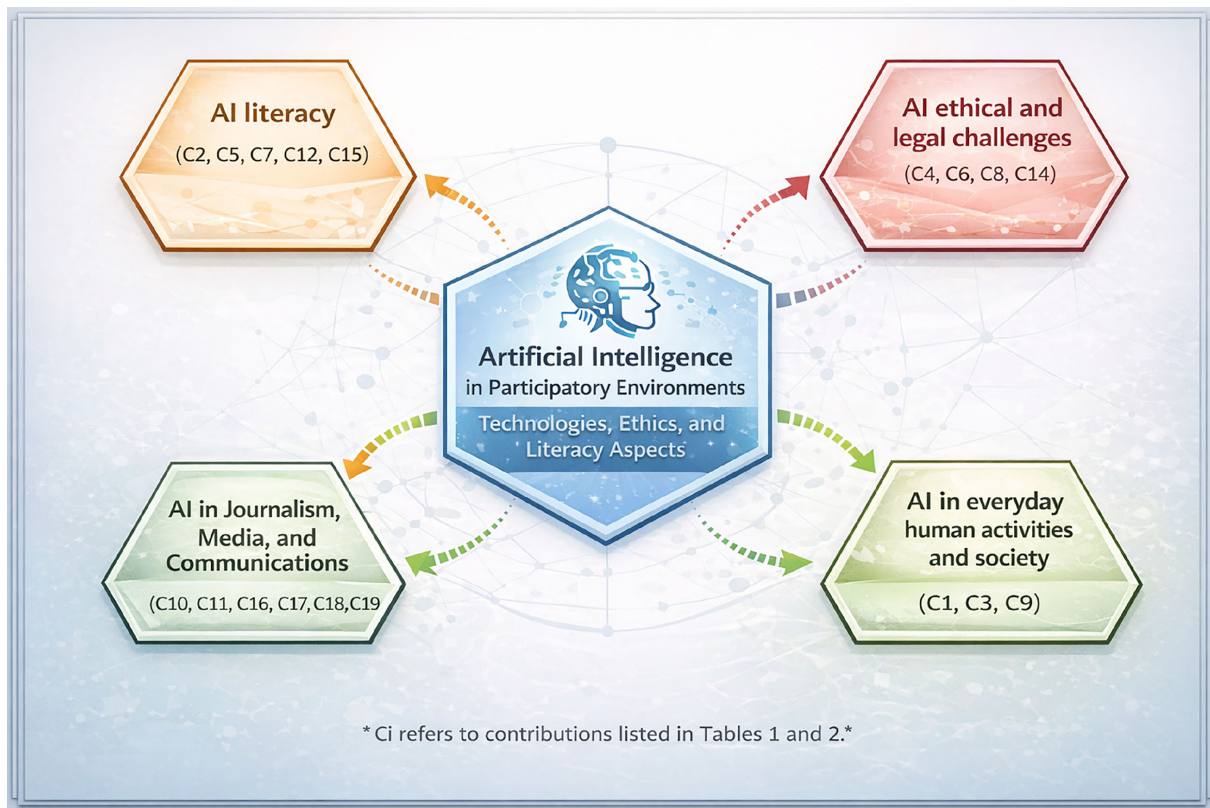 AI literacy
(C2, C5, C7, C12, C15)
AI ethical and
legal challenges
(C4, C6, C8, C14)
Artificial Intelligence
in Participatory Environments
Technologies, Ethics, and
Literacy Aspects
AI in Journalism,
Media, and
Communications
(C10, C11, C16, C17, C18,C19
AI in everyday
human activities
and society
(C1, C3, C9)
* Ci refers to contributions listed in Tables 1 and 2.*